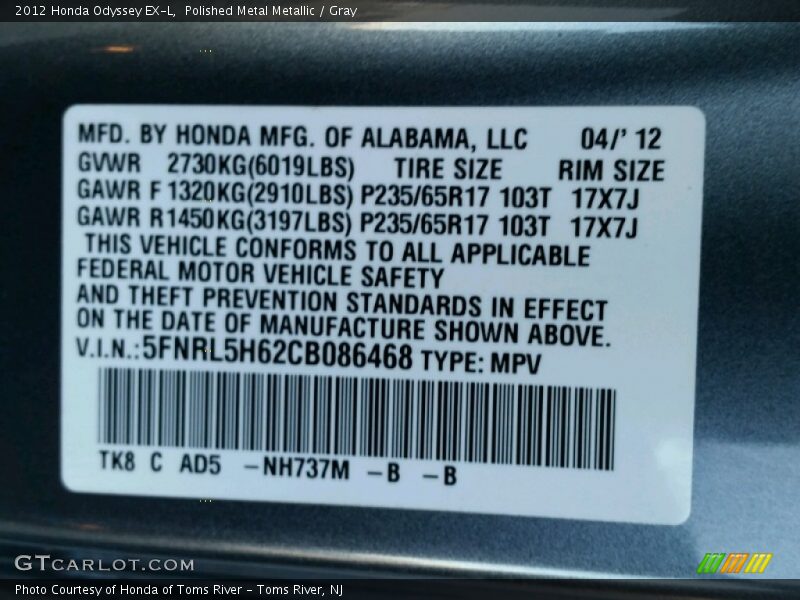 2012 Honda Odyssey EX-L, Polished Metal Metallic / Gray
MFD. BY HONDA MFG. OF ALABAMA, LLC 04/' 12
GVWR 2730KG(6019LBS) TIRE SIZE RIM SIZE
GAWR F 1320KG(2910LBS) P235/65R17 103T 17X7J
GAWR R 1450KG(3197LBS) P235/65R17 103T 17X7J
THIS VEHICLE CONFORMS TO ALL APPLICABLE
FEDERAL MOTOR VEHICLE SAFETY
AND THEFT PREVENTION STANDARDS IN EFFECT
ON THE DATE OF MANUFACTURE SHOWN ABOVE.
V.I.N.:5FNRL5H62CB086468 TYPE: MPV
TK8 C AD5 -NH737M -B -B
GTCARLOT.COM
Photo Courtesy of Honda of Toms River - Toms River, NJ